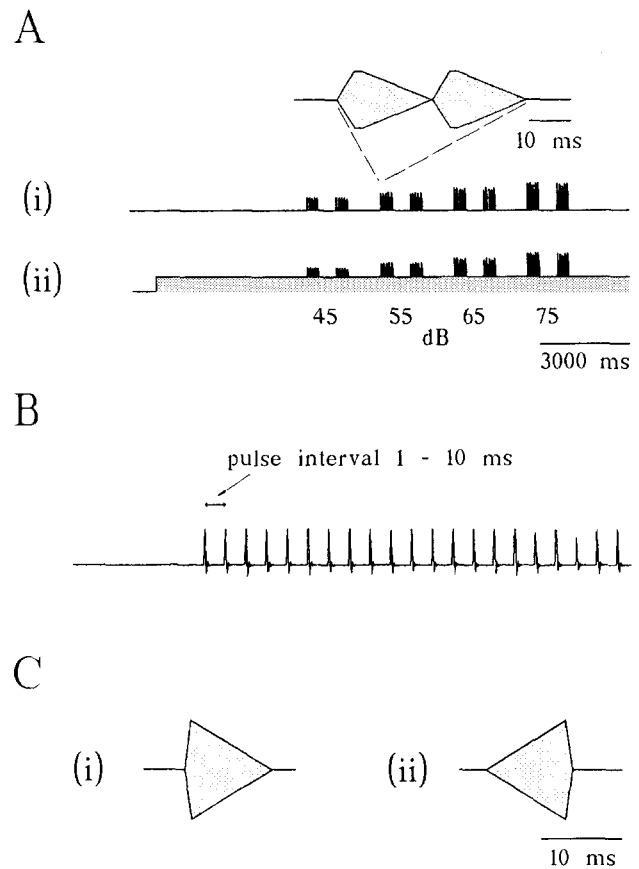 A
10 ms
(i)
(ii)
45 55 65 75
dB
3000 ms
B
pulse interval 1 - 10 ms
C
(i)
(ii)
10 ms